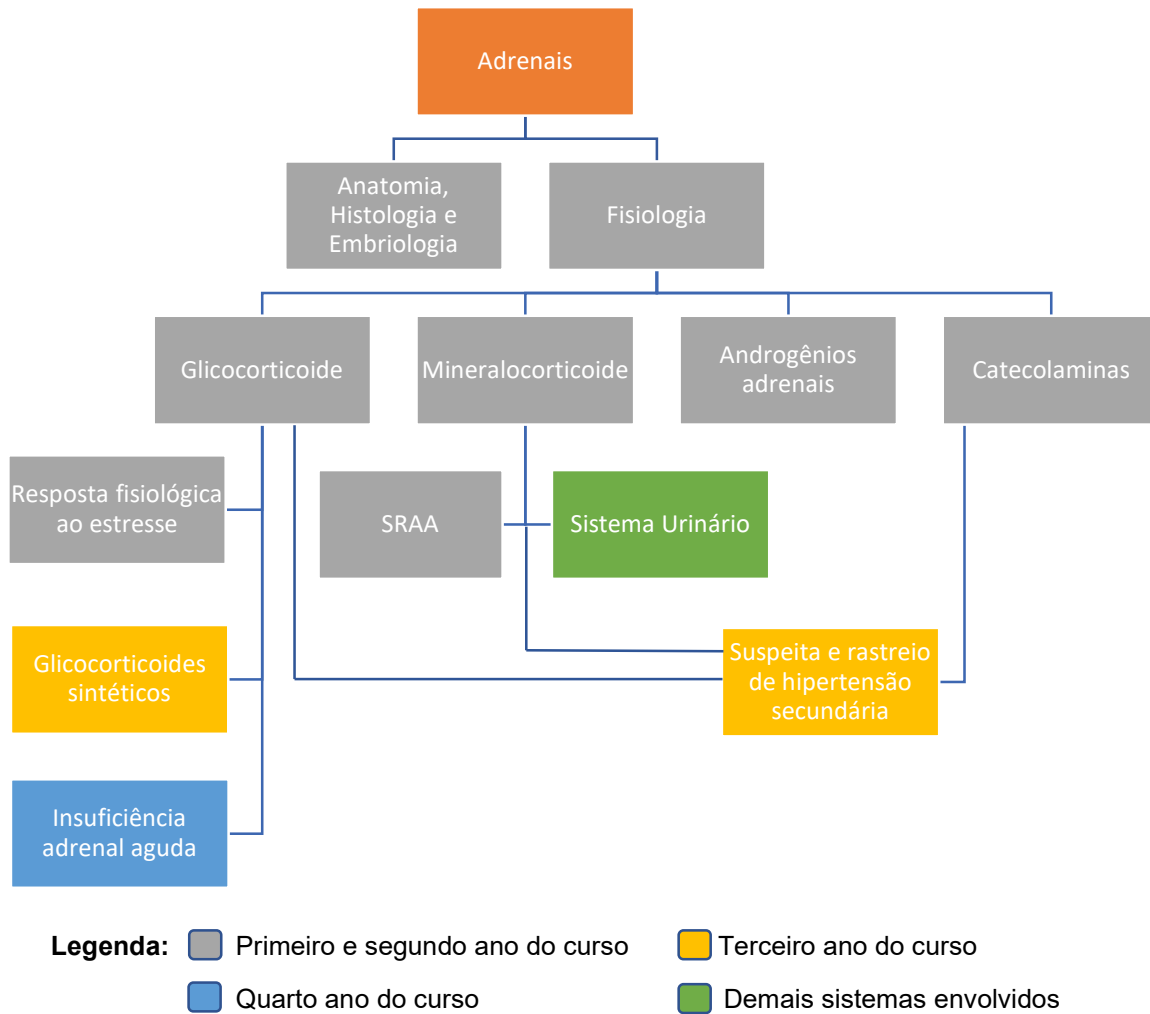 Adrenais
Anatomia,
Histologia e
Embriologia
Fisiologia
Glicocorticoide
Mineralocorticoide
Androgênios
adrenais
Catecolaminas
Resposta fisiológica
ao estresse
SRAA
Sistema Urinário
Glicocorticoides
sintéticos
Suspeita e rastreio
de hipertensão
secundária
Insuficiência
adrenal aguda
Legenda:
Primeiro e segundo ano do curso
Terceiro ano do curso
Quarto ano do curso
Demais sistemas envolvidos